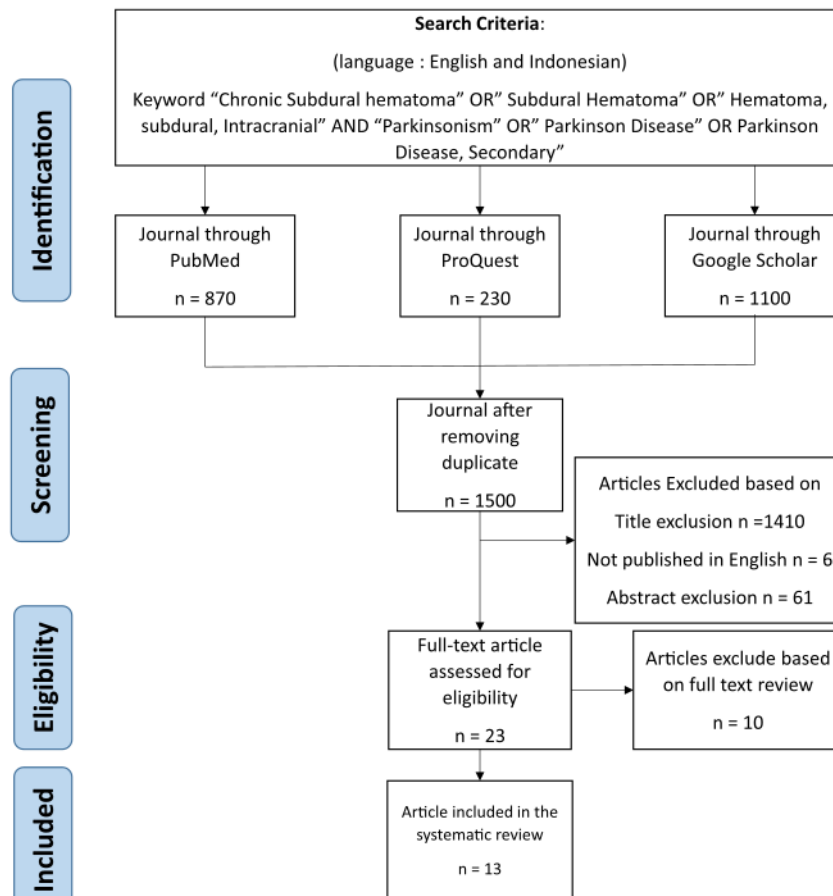 Search Criteria:
(language : English and Indonesian)
Keyword “Chronic Subdural hematoma” OR” Subdural Hematoma” OR” Hematoma,
subdural, Intracranial” AND “Parkinsonism” OR” Parkinson Disease” OR Parkinson
Disease, Secondary”
Identification
Journal through
PubMed
n = 870
Journal through
ProQuest
n = 230
Journal through
Google Scholar
n = 1100
Screening
Journal after
removing
duplicate
n = 1500
Articles Excluded based on
Title exclusion n =1410
Not published in English n = 6
Abstract exclusion n = 61
Eligibility
Full-text article
assessed for
eligibility
n = 23
Articles exclude based
on full text review
n = 10
Included
Article included in the
systematic review
n = 13